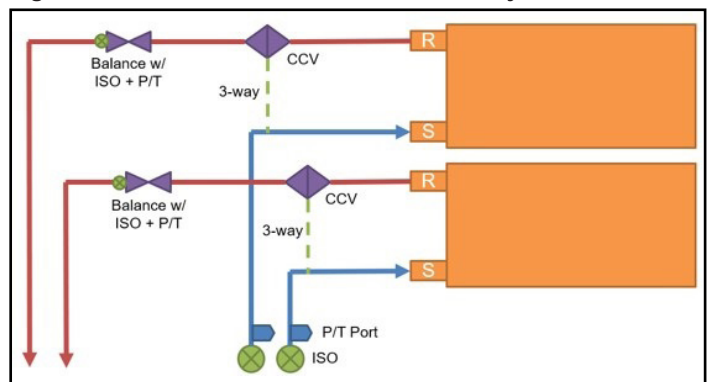 R
Balance w/
ISO + P/T
CCV
3-way
S
R
Balance w/
ISO + P/T
CCV
3-way
S
P/T Port
ISO